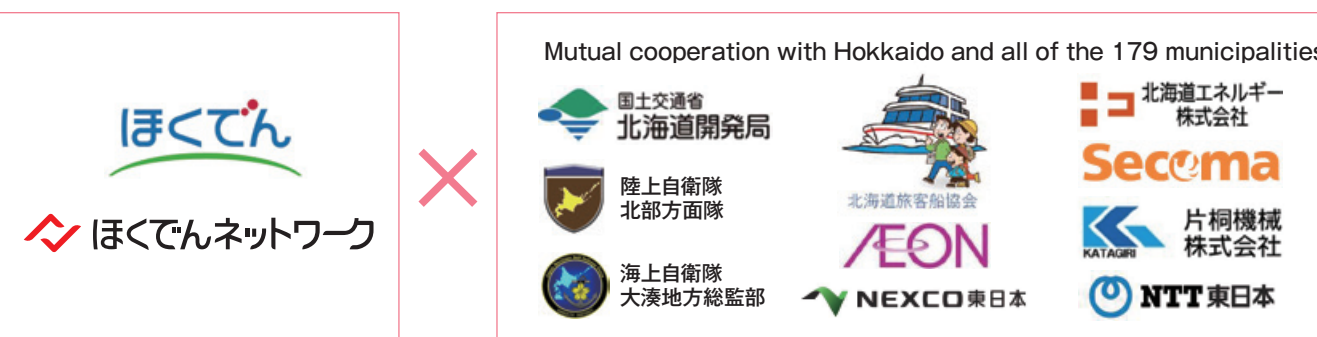 ほくでん
ほくでんネットワーク
Mutual cooperation with Hokkaido and all of the 179 municipalities
国土交通省
北海道開発局
陸上自衛隊
北部方面隊
海上自衛隊
大湊地方総監部
北海道旅客船協会
ÆON
NEXCO東日本
北海道エネルギー
株式会社
Secoma
KATAGIRI
片桐機械
株式会社
NTT東日本